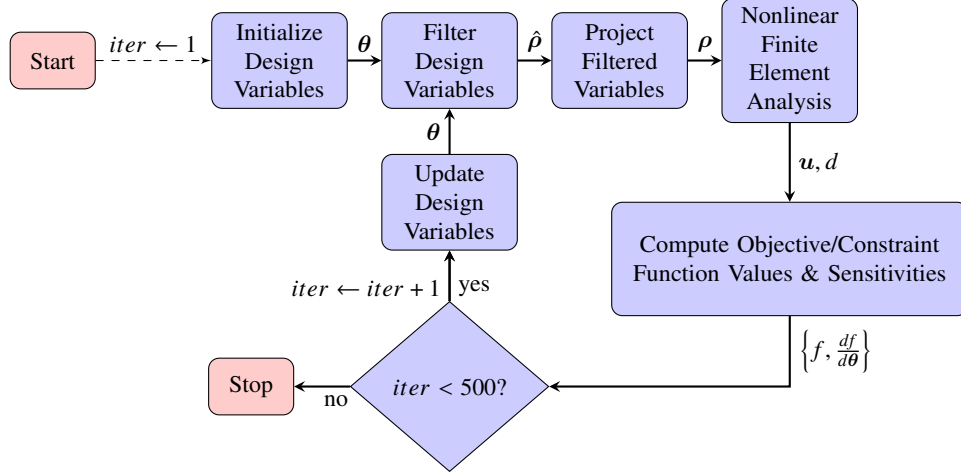 Start
iter ← 1
Initialize
Design
Variables
θ
Filter
Design
Variables
ρ̂
Project
Filtered
Variables
ρ
Nonlinear
Finite
Element
Analysis
u, d
Compute Objective/Constraint
Function Values & Sensitivities
{f, df/dθ}
iter < 500?
no
Stop
iter ← iter + 1
yes
Update
Design
Variables
θ